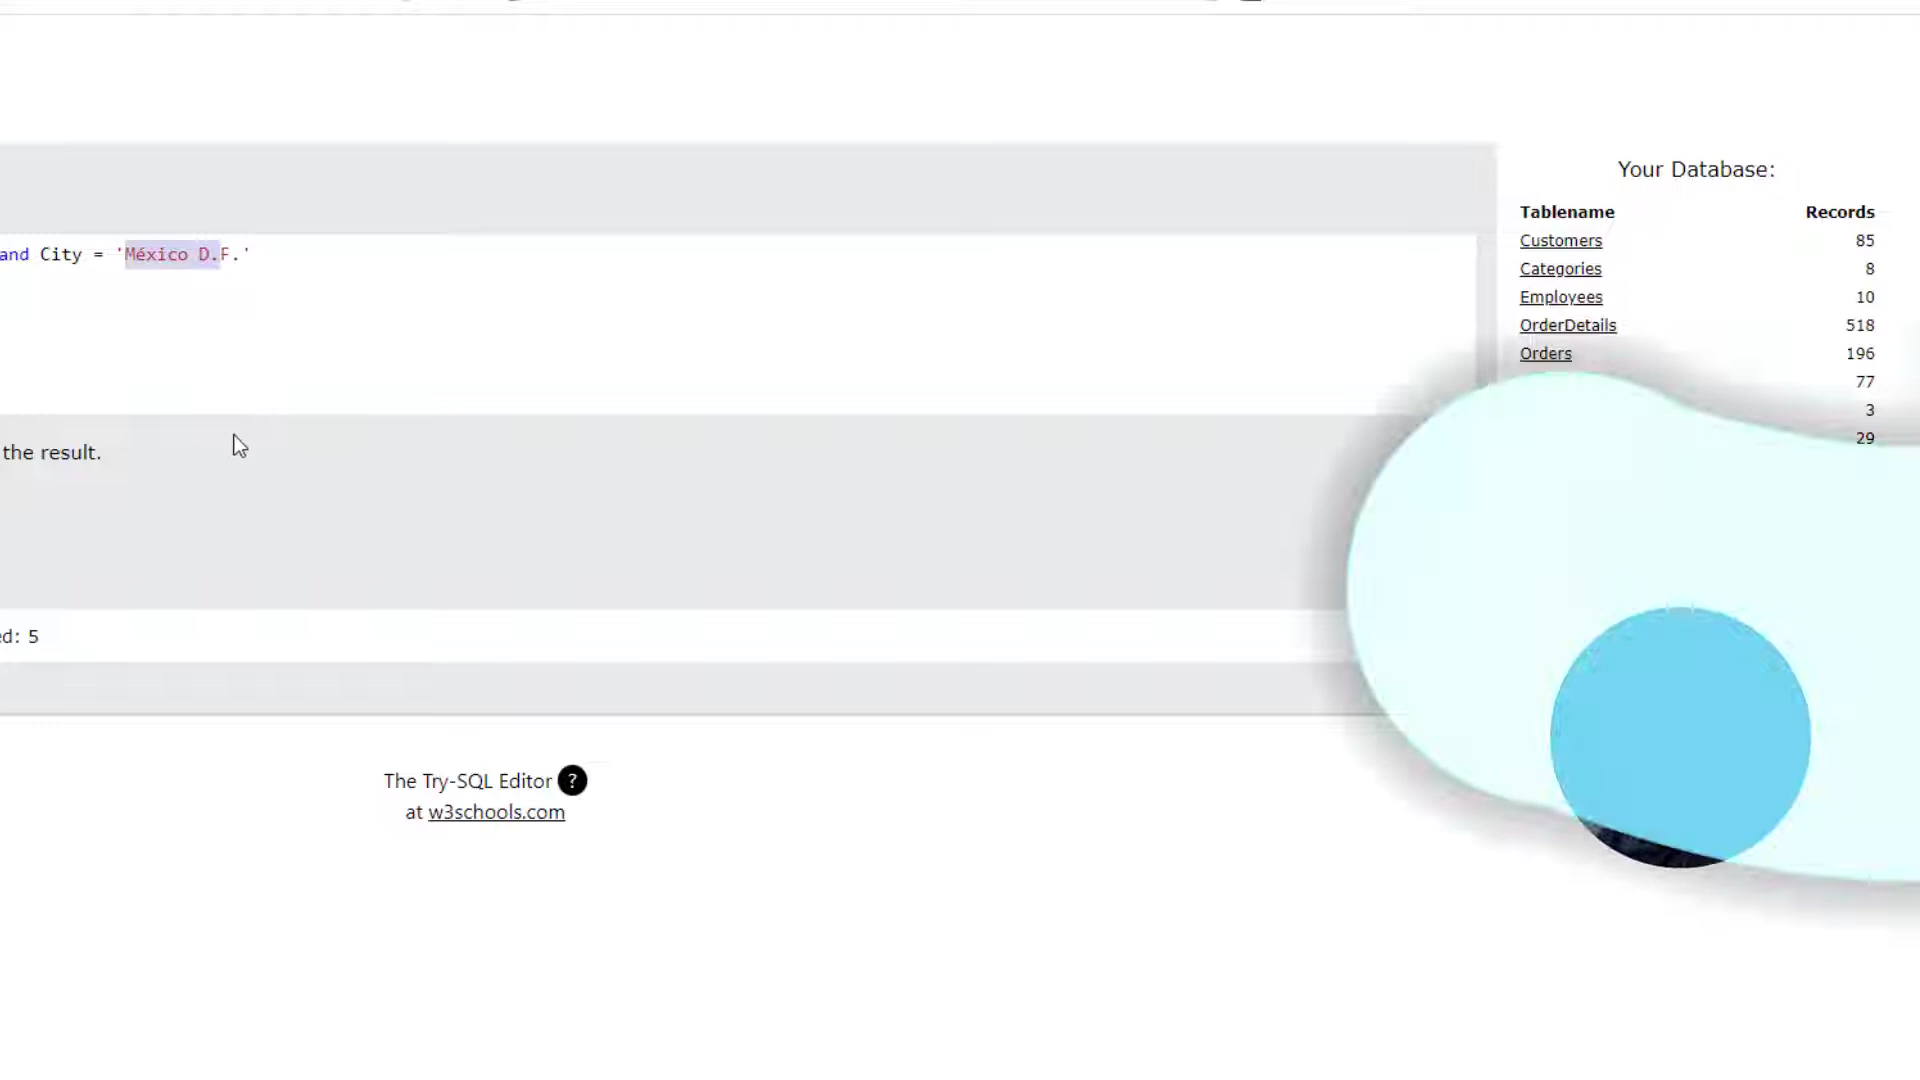 Your Database:
Tablename Records
and City = 'México D.F.'
Customers 85
Categories 8
Employees 10
OrderDetails 518
Orders 196
77
3
29
the result.
ed: 5
The Try-SQL Editor ?
at w3schools.com